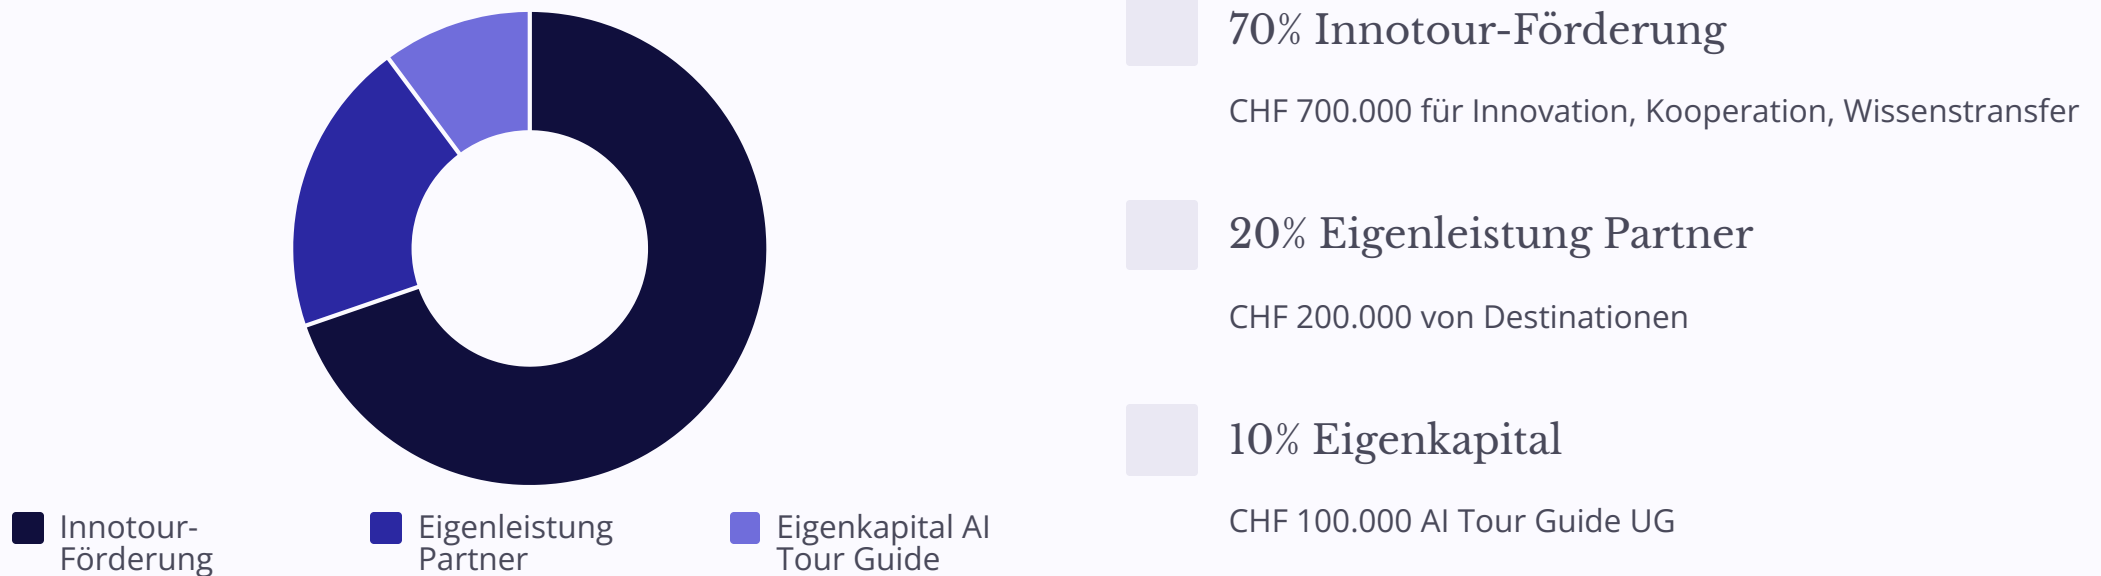 Innotour-
Förderung
Eigenleistung
Partner
Eigenkapital AI
Tour Guide
70% Innotour-Förderung
CHF 700.000 für Innovation, Kooperation, Wissenstransfer
20% Eigenleistung Partner
CHF 200.000 von Destinationen
10% Eigenkapital
CHF 100.000 AI Tour Guide UG